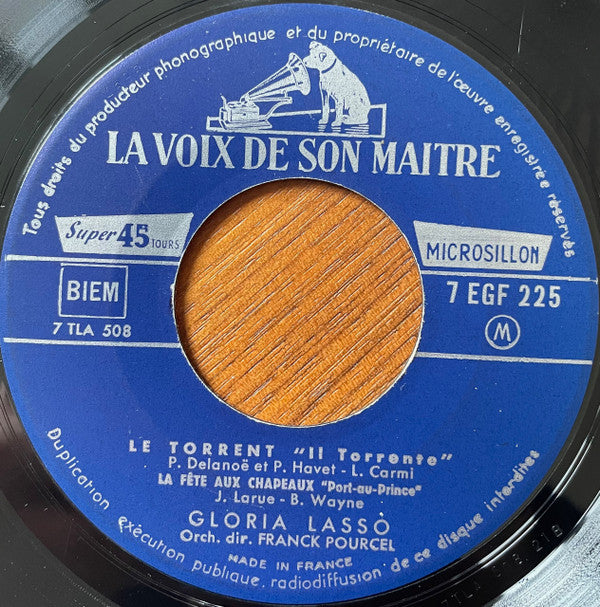 Tous droits du producteur phonographique et du propriétaire de l'œuvre enregistrée réservés
LA VOIX DE SON MAITRE
Super 45 TOURS
MICROSILLON
BIEM
7 EGF 225
7 TLA 508
M
LE TORRENT "Il Torrente"
P. Delanoë et P. Havet - L. Carmi
LA FÊTE AUX CHAPEAUX "Port-au-Prince"
J. Larue - B. Wayne
GLORIA LASSO
Orch. dir. FRANCK POURCEL
MADE IN FRANCE
Duplication exécution publique, radiodiffusion de ce disque interdites